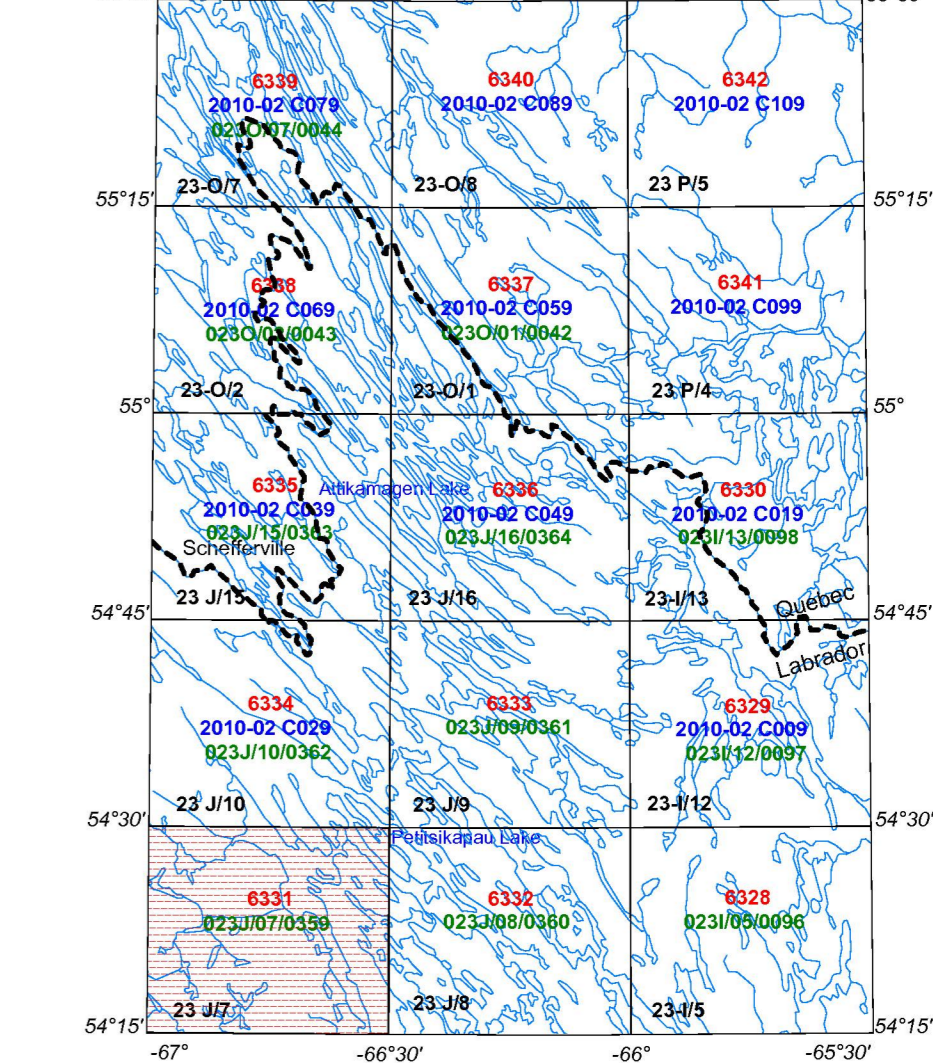 6339
2010-02 C079
023O/07/0044
23-O/7
6340
2010-02 C089
23-O/8
6342
2010-02 C109
23 P/5
55°15'
55°15'
6338
2010-02 C069
023O/02/0043
23-O/2
6337
2010-02 C059
023O/01/0042
23-O/1
6341
2010-02 C099
23 P/4
55°
55°
6335
2010-02 C039
023J/15/0363
Schefferville
23 J/15
Attikamagen Lake
6336
2010-02 C049
023J/16/0364
23 J/16
6330
2010-02 C019
023I/13/0098
23-I/13
Quebec
Labrador
54°45'
54°45'
6334
2010-02 C029
023J/10/0362
23 J/10
6333
023J/09/0361
23 J/9
6329
2010-02 C009
023I/12/0097
23-I/12
54°30'
54°30'
Petitsikapau Lake
6331
023J/07/0359
23 J/7
6332
023J/08/0360
23 J/8
6328
023I/05/0096
23-I/5
54°15'
54°15'
-67°
-66°30'
-66°
-65°30'